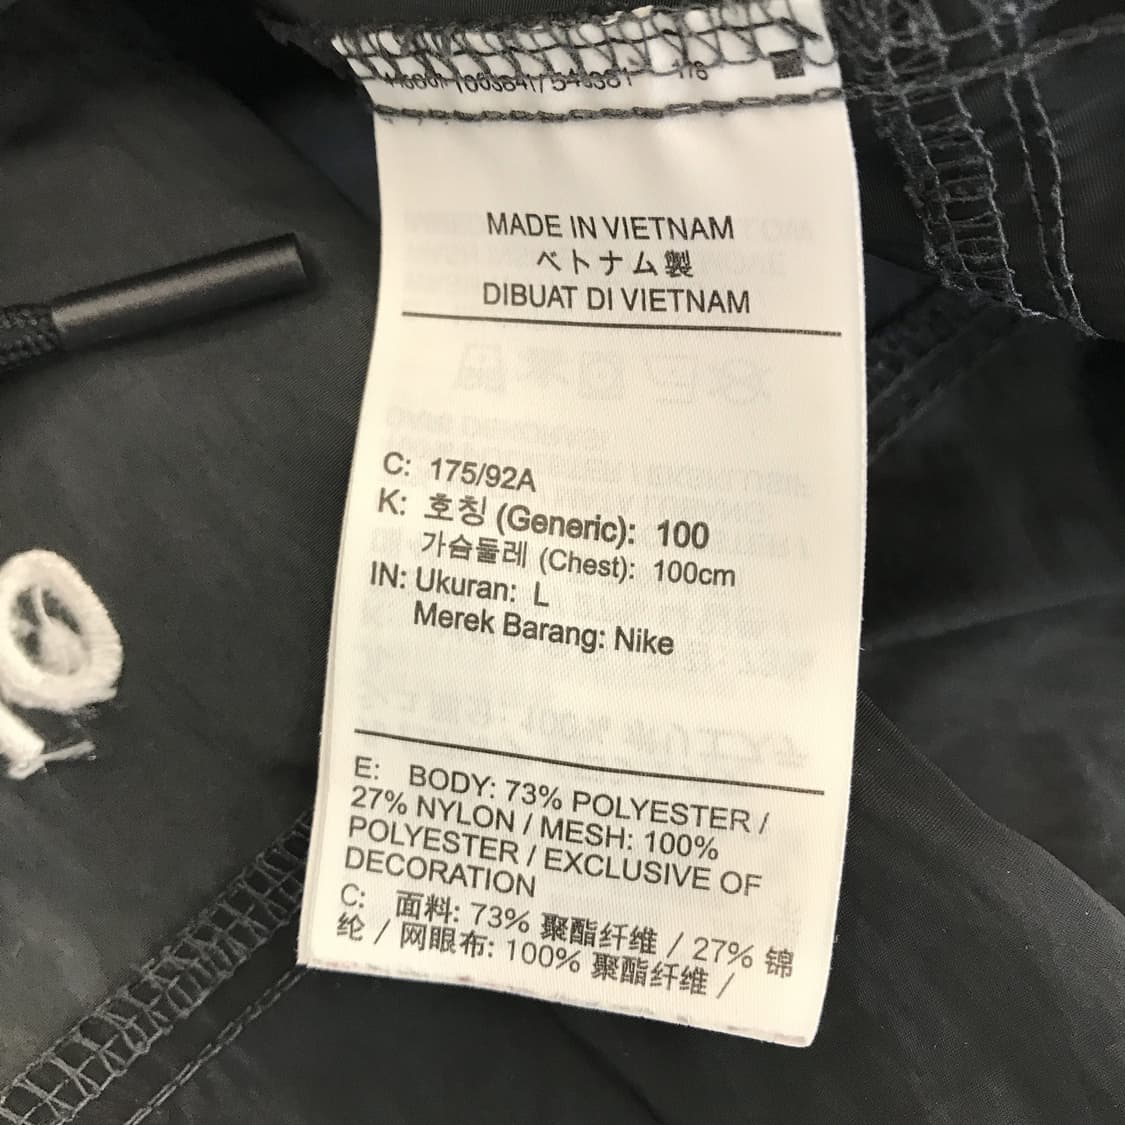 MADE IN VIETNAM
ベトナム製
DIBUAT DI VIETNAM
C: 175/92A
K: 호칭 (Generic): 100
가슴둘레 (Chest): 100cm
IN: Ukuran: L
Merek Barang: Nike
E: BODY: 73% POLYESTER /
27% NYLON / MESH: 100%
POLYESTER / EXCLUSIVE OF
DECORATION
C: 面料: 73% 聚酯纤维 / 27% 锦
纶 / 网眼布: 100% 聚酯纤维 /